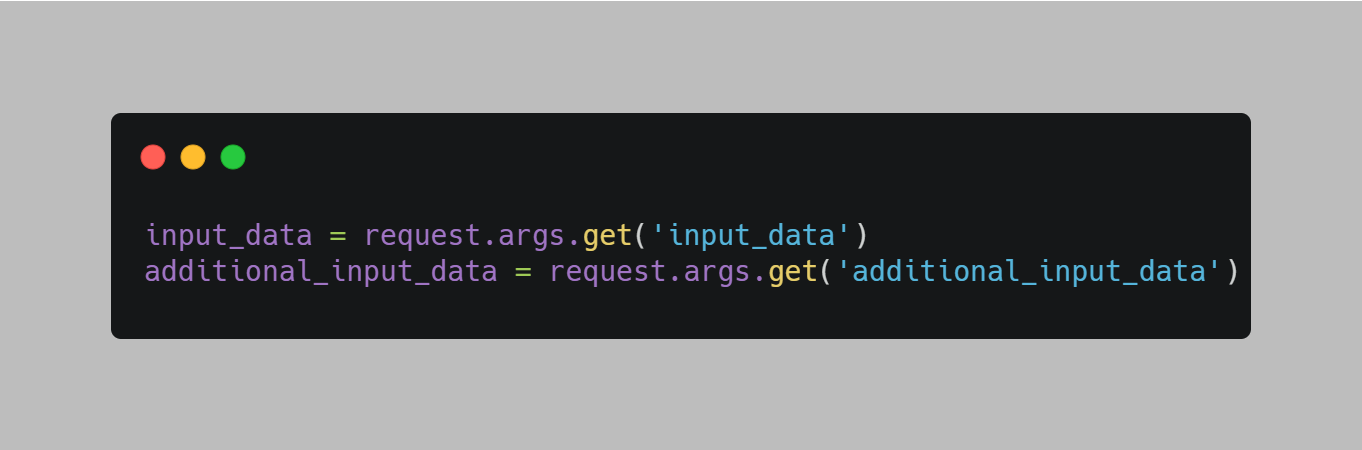 input_data = request.args.get('input_data')
additional_input_data = request.args.get('additional_input_data')